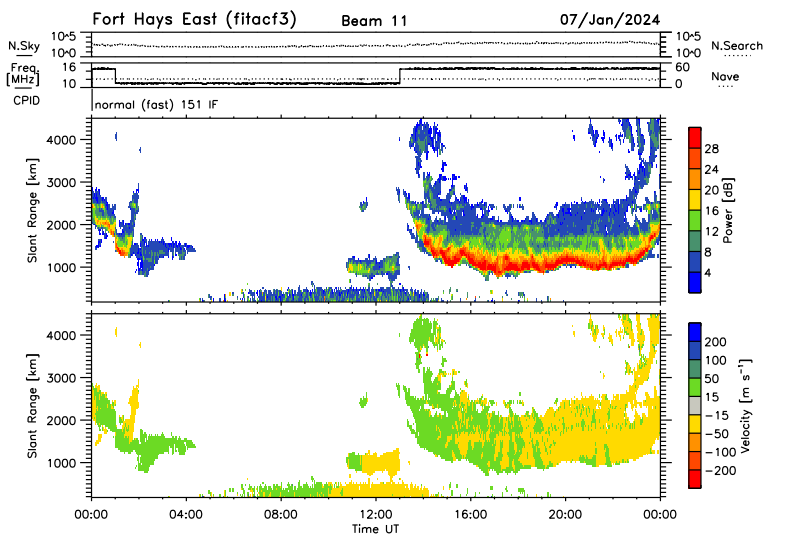 Fort Hays East (fitacf3)
Beam 11
07/Jan/2024
N.Sky
10^5
10^0
10^5
10^0
N.Search
Freq.
[MHz]
16
10
60
0
Nave
CPID
normal (fast) 151 IF
Slant Range [km]
4000
3000
2000
1000
Power [dB]
28
24
20
16
12
8
4
Slant Range [km]
4000
3000
2000
1000
Velocity [m s⁻¹]
200
100
50
15
-15
-50
-100
-200
00:00
04:00
08:00
12:00
16:00
20:00
00:00
Time UT